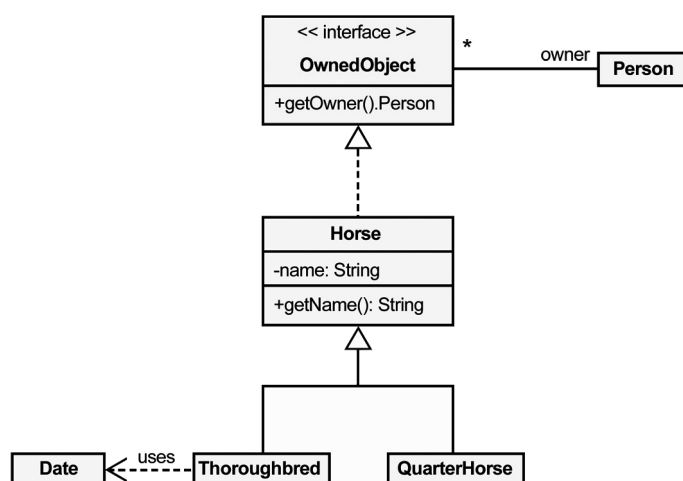 << interface >>
OwnedObject
+getOwner().Person
*
owner
Person
Horse
-name: String
+getName(): String
Date
uses
Thoroughbred
QuarterHorse